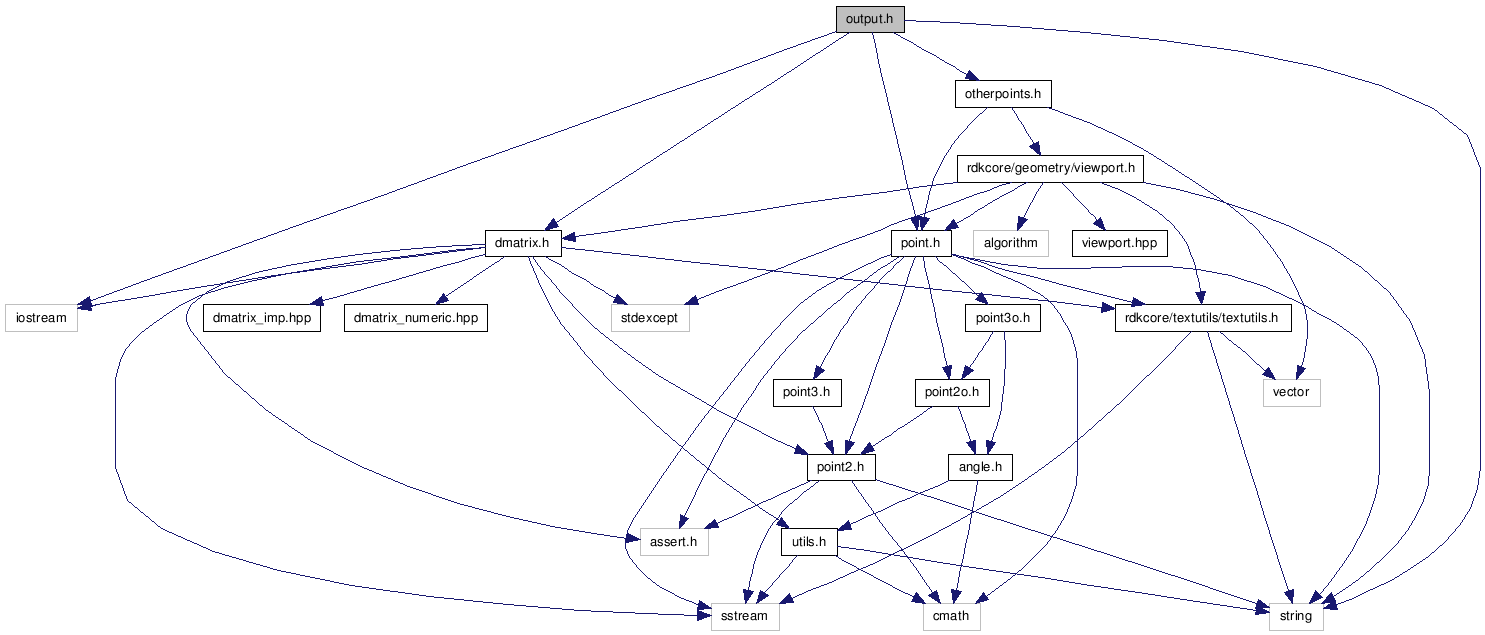 output.h
otherpoints.h
rdkcore/geometry/viewport.h
dmatrix.h
point.h
algorithm
viewport.hpp
iostream
dmatrix_imp.hpp
dmatrix_numeric.hpp
stdexcept
point3o.h
rdkcore/textutils/textutils.h
point3.h
point2o.h
vector
point2.h
angle.h
assert.h
utils.h
sstream
cmath
string